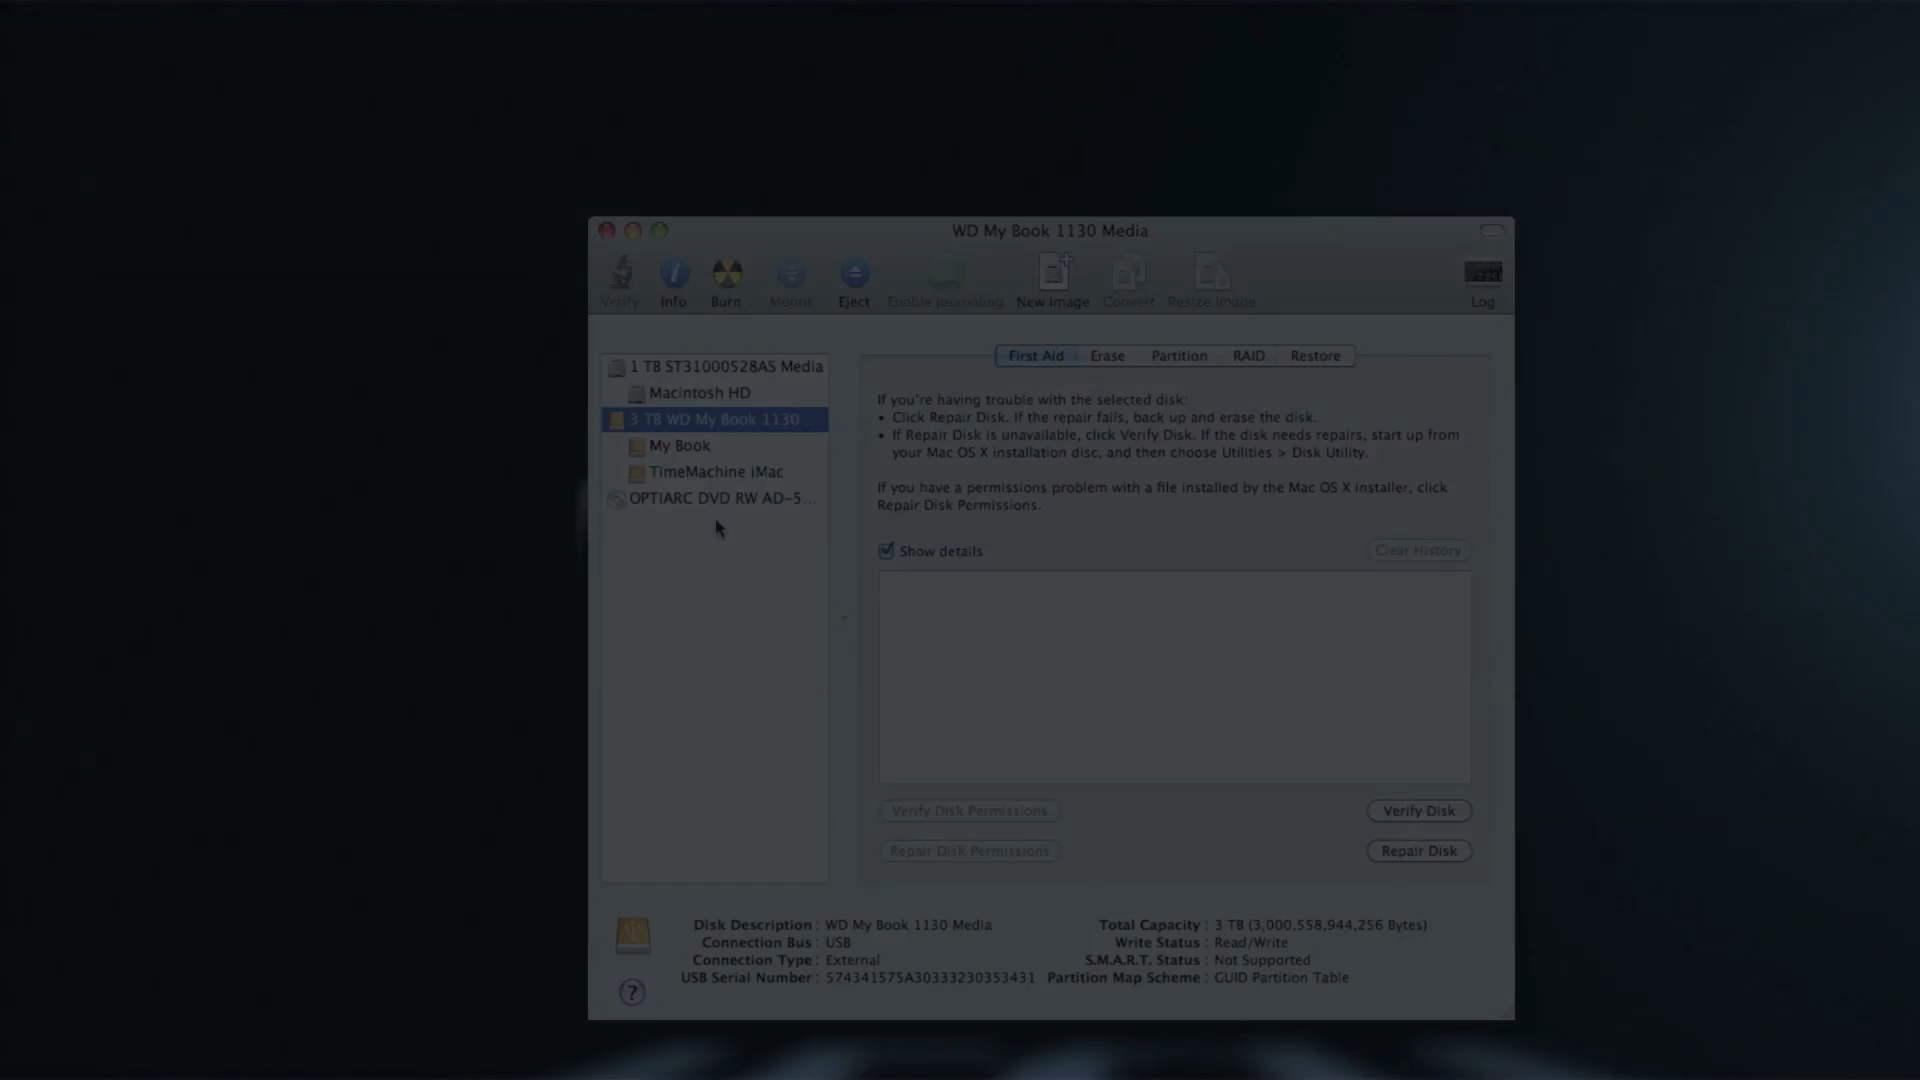 WD My Book 1130 Media
Verify
Info
Burn
Mount
Eject
Enable Journaling
New Image
Convert
Resize Image
Log
1 TB ST31000528AS Media
Macintosh HD
3 TB WD My Book 1130 ...
My Book
TimeMachine iMac
OPTIARC DVD RW AD-5...
First Aid
Erase
Partition
RAID
Restore
If you're having trouble with the selected disk:
• Click Repair Disk. If the repair fails, back up and erase the disk.
• If Repair Disk is unavailable, click Verify Disk. If the disk needs repairs, start up from
your Mac OS X installation disc, and then choose Utilities > Disk Utility.
If you have a permissions problem with a file installed by the Mac OS X installer, click
Repair Disk Permissions.
Show details
Clear History
Verify Disk Permissions
Verify Disk
Repair Disk Permissions
Repair Disk
Disk Description : WD My Book 1130 Media
Connection Bus : USB
Connection Type : External
USB Serial Number : 574341575A30333230353431
Total Capacity : 3 TB (3,000,558,944,256 Bytes)
Write Status : Read/Write
S.M.A.R.T. Status : Not Supported
Partition Map Scheme : GUID Partition Table
?